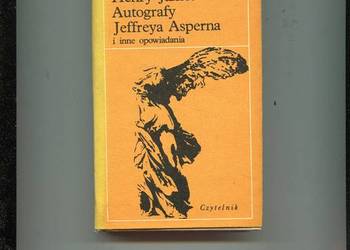 Henry James
Autografy
Jeffreya Asperna
i inne opowiadania
Czytelnik